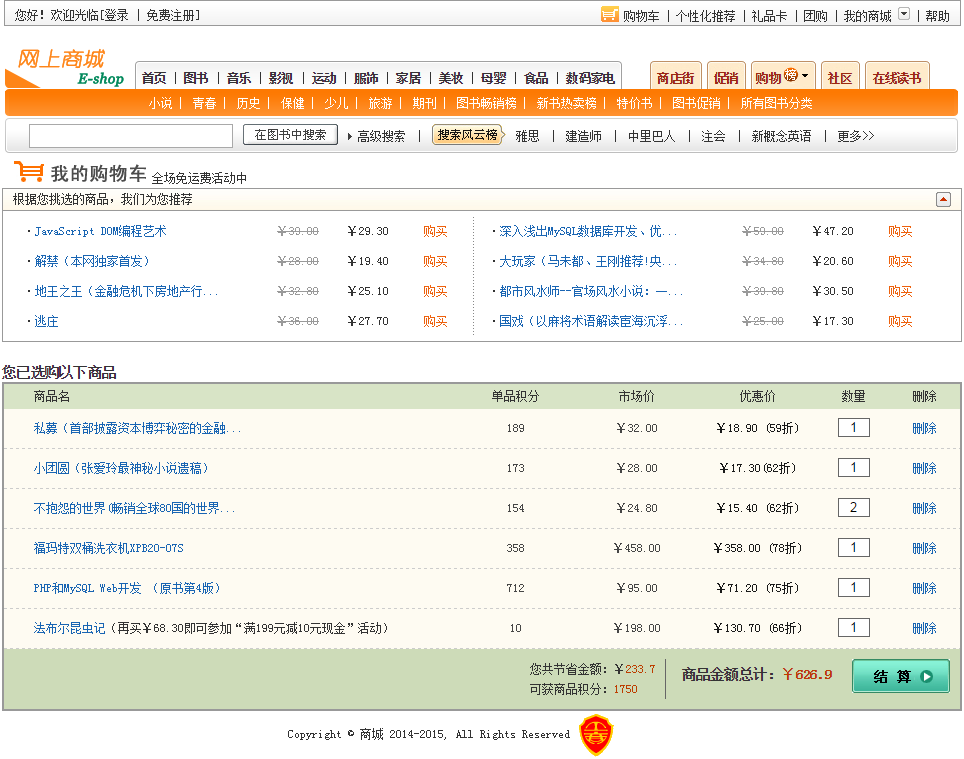 您好！欢迎光临[登录 | 免费注册]
购物车 | 个性化推荐 | 礼品卡 | 团购 | 我的商城 | 帮助
网上商城
E-shop
首页 | 图书 | 音乐 | 影视 | 运动 | 服饰 | 家居 | 美妆 | 母婴 | 食品 | 数码家电
商店街 促销 购物榜 社区 在线读书
小说 | 青春 | 历史 | 保健 | 少儿 | 旅游 | 期刊 | 图书畅销榜 | 新书热卖榜 | 特价书 | 图书促销 | 所有图书分类
在图书中搜索 高级搜索 | 搜索风云榜 雅思 | 建造师 | 中里巴人 | 注会 | 新概念英语 | 更多>>
我的购物车 全场免运费活动中
根据您挑选的商品，我们为您推荐
·JavaScript DOM编程艺术 ￥39.00 ￥29.30 购买 ·深入浅出MySQL数据库开发、优... ￥59.00 ￥47.20 购买
·解禁（本网独家首发） ￥28.00 ￥19.40 购买 ·大玩家（马未都、王刚推荐!央... ￥34.80 ￥20.60 购买
·地王之王（金融危机下房地产行... ￥32.80 ￥25.10 购买 ·都市风水师--官场风水小说：一... ￥39.80 ￥30.50 购买
·逃庄 ￥36.00 ￥27.70 购买 ·国戏（以麻将术语解读宦海沉浮... ￥25.00 ￥17.30 购买
您已选购以下商品
商品名 单品积分 市场价 优惠价 数量 删除
私募（首部披露资本博弈秘密的金融... 189 ￥32.00 ￥18.90 (59折) 1 删除
小团圆（张爱玲最神秘小说遗稿） 173 ￥28.00 ￥17.30(62折) 1 删除
不抱怨的世界(畅销全球80国的世界... 154 ￥24.80 ￥15.40 (62折) 2 删除
福玛特双桶洗衣机XPB20-07S 358 ￥458.00 ￥358.00 (78折) 1 删除
PHP和MySQL Web开发 （原书第4版） 712 ￥95.00 ￥71.20 (75折) 1 删除
法布尔昆虫记（再买￥68.30即可参加“满199元减10元现金”活动） 10 ￥198.00 ￥130.70 (66折) 1 删除
您共节省金额：￥233.7
可获商品积分：1750
商品金额总计：￥626.9
结 算
Copyright © 商城 2014-2015, All Rights Reserved